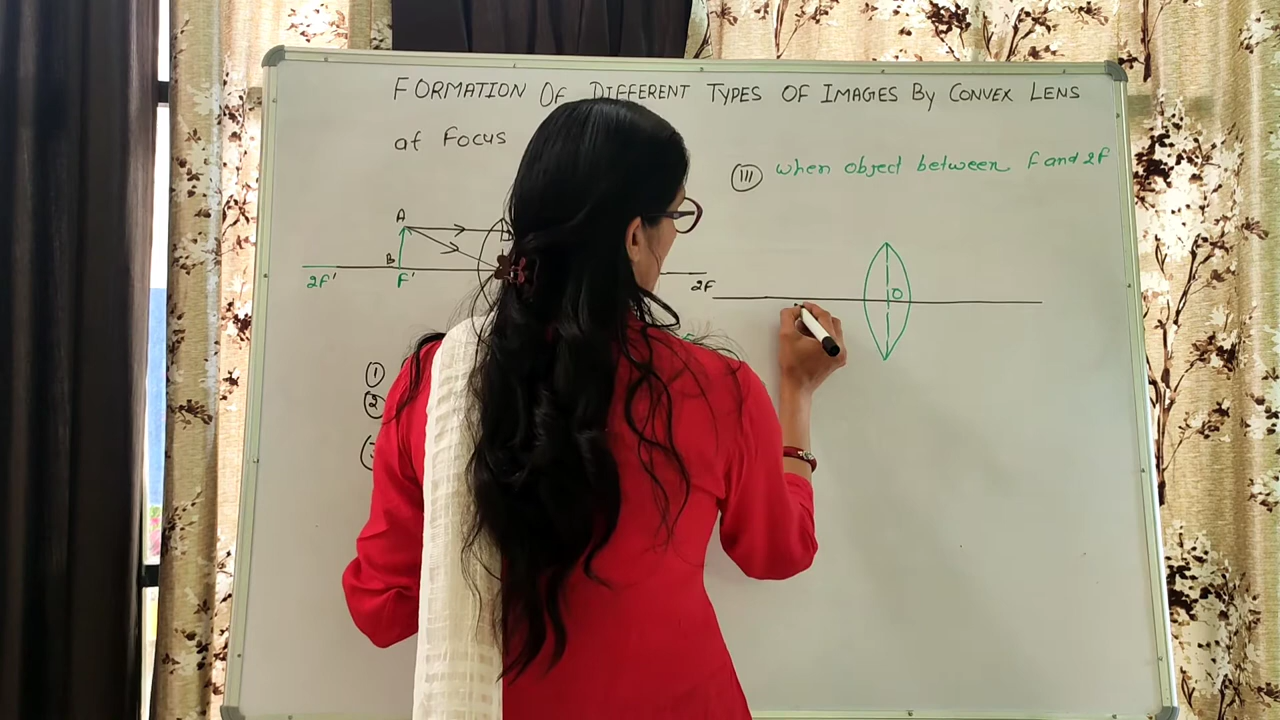 FORMATION OF DIFFERENT TYPES OF IMAGES BY CONVEX LENS
at Focus
III when object between F and 2F
A
B
2F' F'
2F
O
1
2